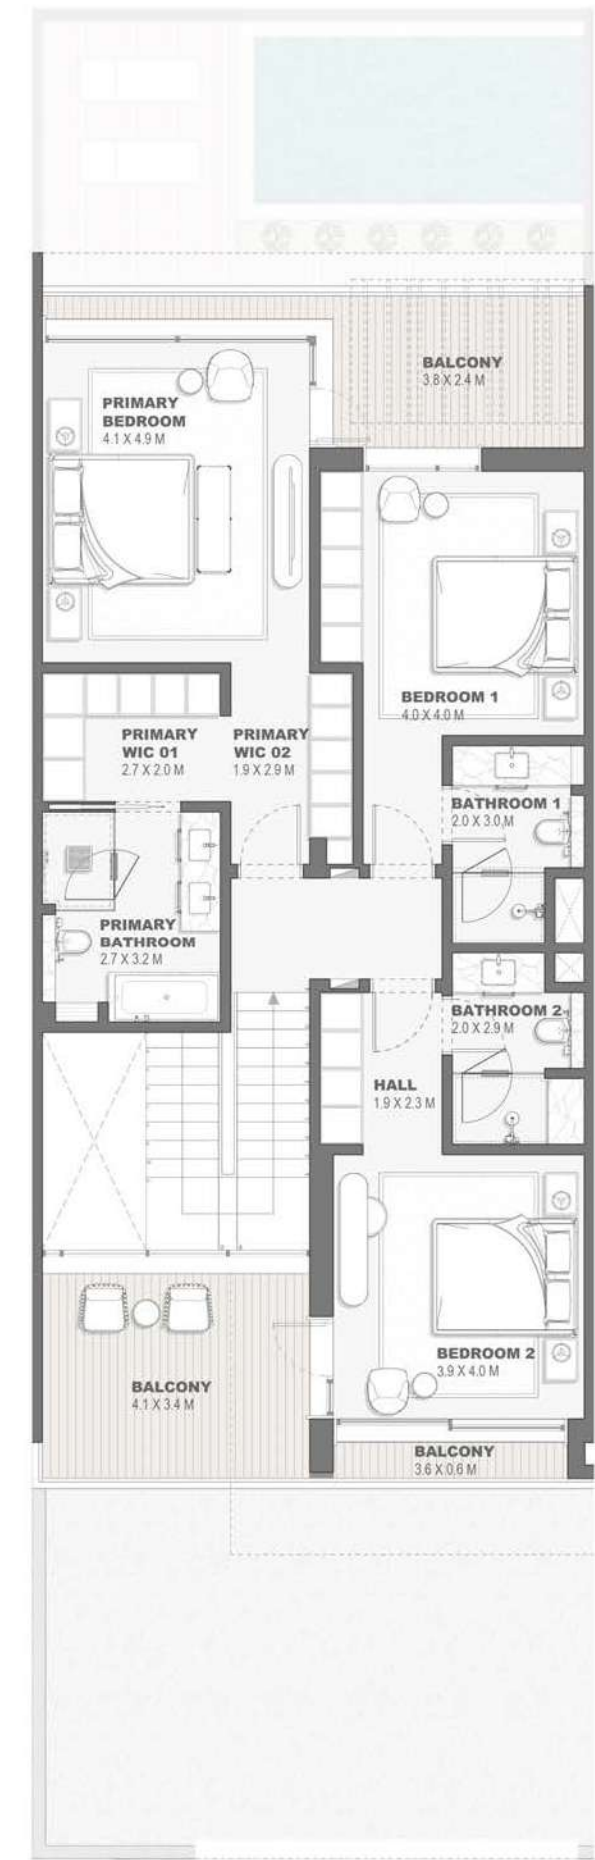 BALCONY
3.8 X 2.4 M
PRIMARY
BEDROOM
4.1 X 4.9 M
BEDROOM 1
4.0 X 4.0 M
PRIMARY
WIC 01
2.7 X 2.0 M
PRIMARY
WIC 02
1.9 X 2.9 M
BATHROOM 1
2.0 X 3.0 M
PRIMARY
BATHROOM
2.7 X 3.2 M
BATHROOM 2
2.0 X 2.9 M
HALL
1.9 X 2.3 M
BEDROOM 2
3.9 X 4.0 M
BALCONY
4.1 X 3.4 M
BALCONY
3.6 X 0.6 M